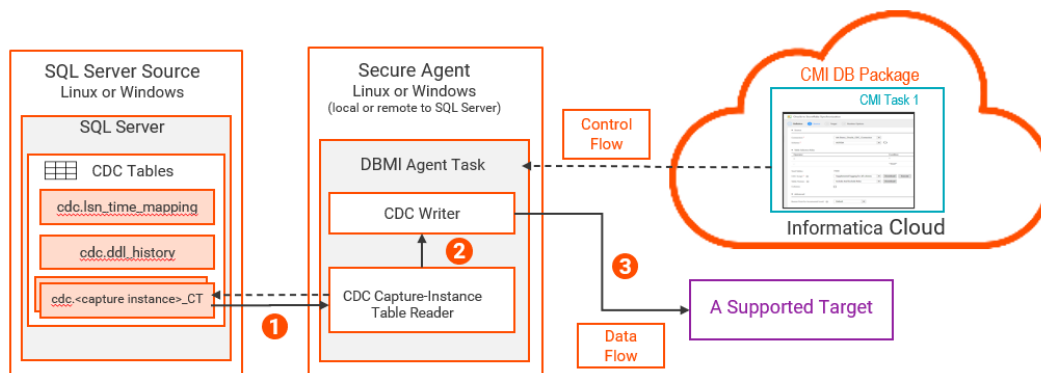 SQL Server Source
Linux or Windows
SQL Server
CDC Tables
cdc.lsn_time_mapping
cdc.ddl_history
cdc.<capture instance>_CT
1
Secure Agent
Linux or Windows
(local or remote to SQL Server)
DBMI Agent Task
CDC Writer
2
CDC Capture-Instance
Table Reader
Control
Flow
3
Data
Flow
CMI DB Package
CMI Task 1
Informatica Cloud
A Supported Target